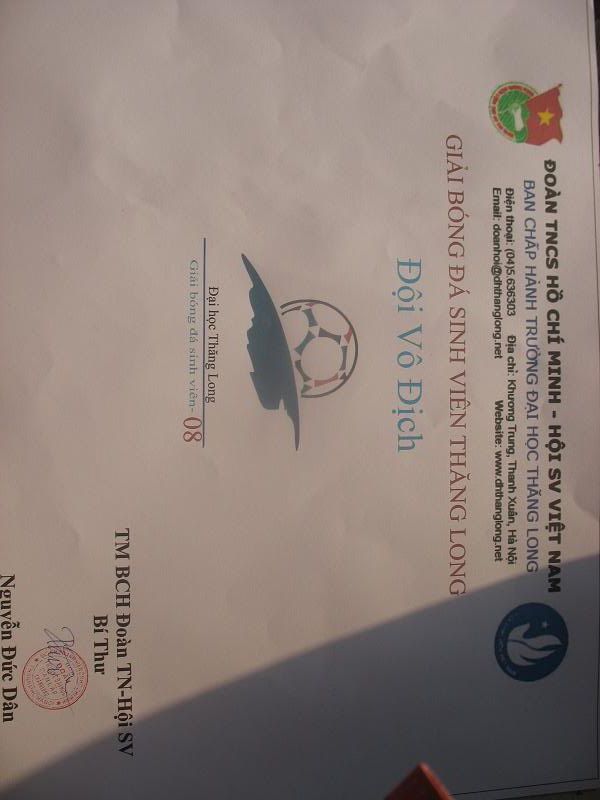 ĐOÀN TNCS HỒ CHÍ MINH - HỘI SV VIỆT NAM
BAN CHẤP HÀNH TRƯỜNG ĐẠI HỌC THĂNG LONG
Điện thoại: (04)5.636303 Địa chỉ: Khương Trung, Thanh Xuân, Hà Nội
Email: doanhoi@dhthanglong.net Website: www.dhthanglong.net
GIẢI BÓNG ĐÁ SINH VIÊN THĂNG LONG
Đội Vô Địch
Đại học Thăng Long
Giải bóng đá sinh viên- 08
TM BCH Đoàn TN-Hội SV
Bí Thư
Nguyễn Đức Dân